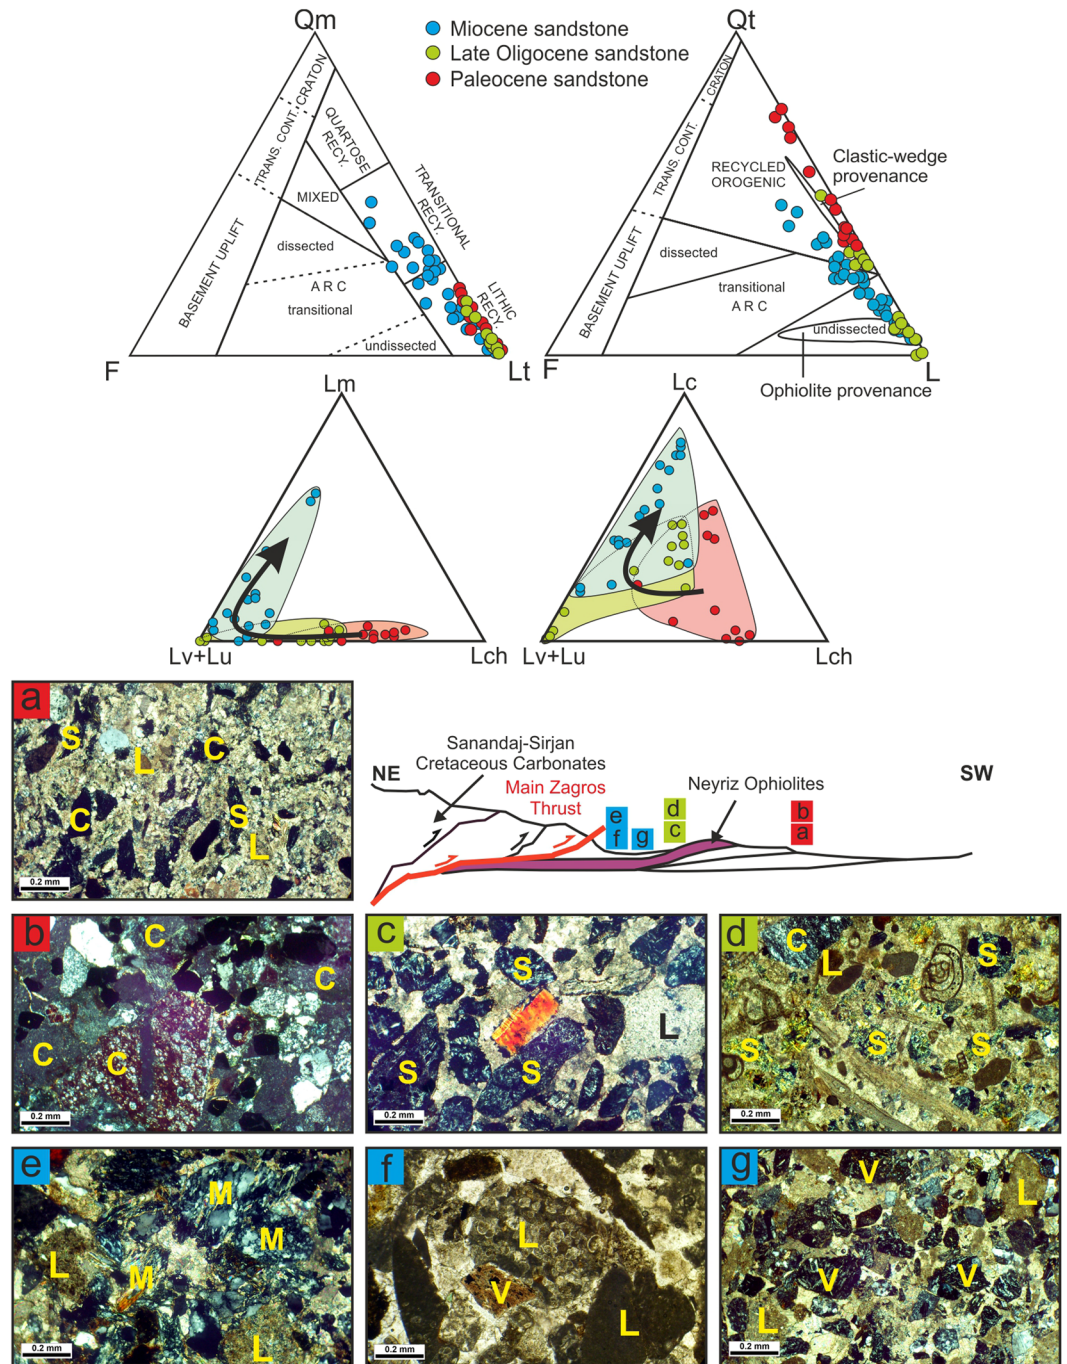 Qm
Miocene sandstone
Late Oligocene sandstone
Paleocene sandstone
Qt
CRATON
TRANS. CONT.
QUARTOSE
RECY.
MIXED
TRANSITIONAL
RECY.
BASEMENT UPLIFT
dissected
A R C
transitional
LITHIC
RECY.
undissected
F
Lt
CRATON
TRANS. CONT.
RECYCLED
OROGENIC
Clastic-wedge
provenance
BASEMENT UPLIFT
dissected
transitional
A R C
undissected
F
L
Ophiolite provenance
Lm
Lv+Lu
Lch
Lc
Lv+Lu
Lch
a
S
L
C
C
S
L
0.2 mm
Sanandaj-Sirjan
Cretaceous Carbonates
NE
Main Zagros
Thrust
Neyriz Ophiolites
SW
e
f
g
d
c
b
a
b
C
C
C
C
0.2 mm
c
S
L
S
S
0.2 mm
d
C
L
S
S
S
S
0.2 mm
e
M
M
L
M
L
0.2 mm
f
L
V
L
0.2 mm
g
V
L
V
V
L
0.2 mm